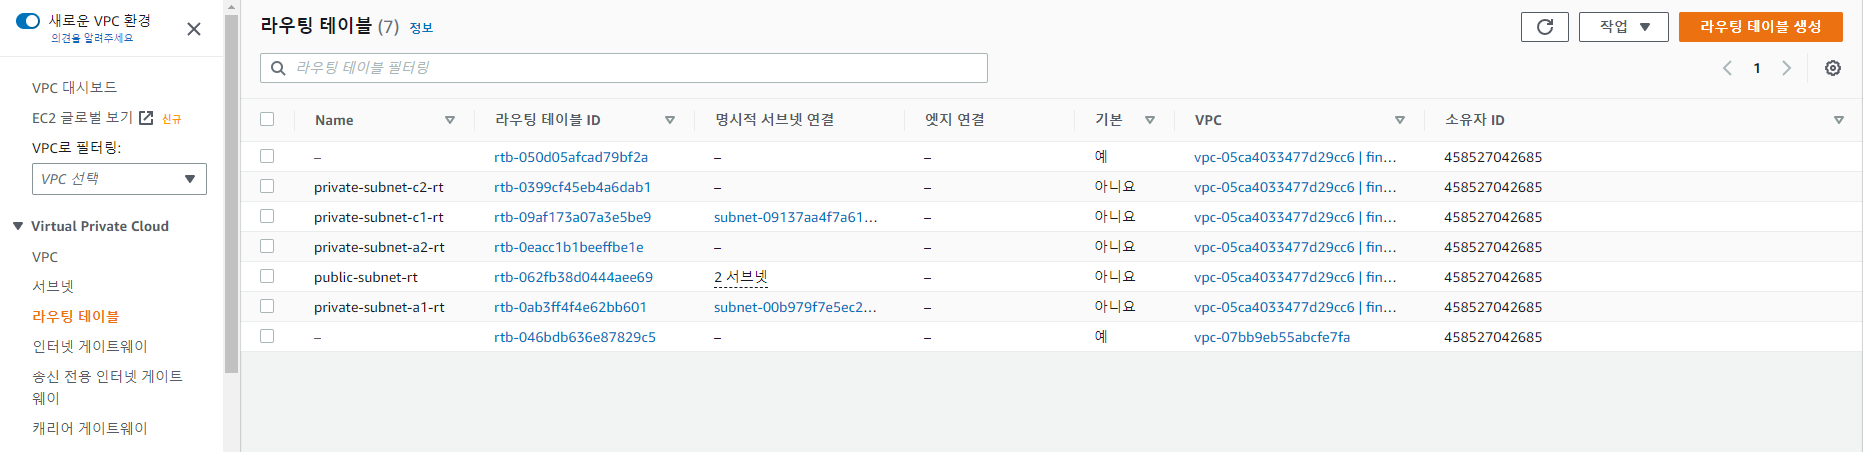 새로운 VPC 환경
의견을 알려주세요
VPC 대시보드
EC2 글로벌 보기 신규
VPC로 필터링:
VPC 선택
Virtual Private Cloud
VPC
서브넷
라우팅 테이블
인터넷 게이트웨이
송신 전용 인터넷 게이트
웨이
캐리어 게이트웨이
라우팅 테이블 (7) 정보
작업
라우팅 테이블 생성
라우팅 테이블 필터링
1
Name 라우팅 테이블 ID 명시적 서브넷 연결 엣지 연결 기본 VPC 소유자 ID
– rtb-050d05afcad79bf2a – – 예 vpc-05ca4033477d29cc6 | fin... 458527042685
private-subnet-c2-rt rtb-0399cf45eb4a6dab1 – – 아니요 vpc-05ca4033477d29cc6 | fin... 458527042685
private-subnet-c1-rt rtb-09af173a07a3e5be9 subnet-09137aa4f7a61... – 아니요 vpc-05ca4033477d29cc6 | fin... 458527042685
private-subnet-a2-rt rtb-0eacc1b1beeffbe1e – – 아니요 vpc-05ca4033477d29cc6 | fin... 458527042685
public-subnet-rt rtb-062fb38d0444aee69 2 서브넷 – 아니요 vpc-05ca4033477d29cc6 | fin... 458527042685
private-subnet-a1-rt rtb-0ab3ff4f4e62bb601 subnet-00b979f7e5ec2... – 아니요 vpc-05ca4033477d29cc6 | fin... 458527042685
– rtb-046bdb636e87829c5 – – 예 vpc-07bb9eb55abcfe7fa 458527042685